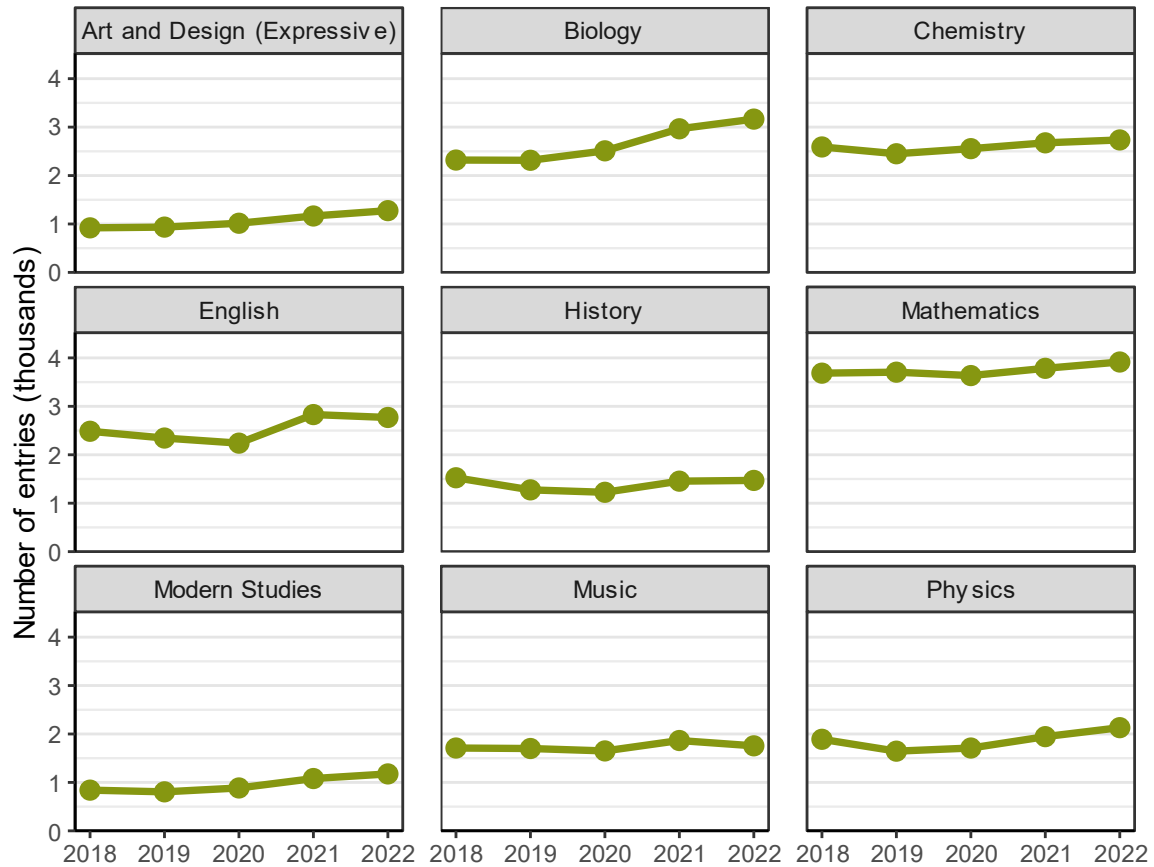 Art and Design (Expressive)
Biology
Chemistry
4
3
2
1
0
English
History
Mathematics
4
3
2
1
0
Modern Studies
Music
Physics
4
3
2
1
0
2018 2019 2020 2021 2022
2018 2019 2020 2021 2022
2018 2019 2020 2021 2022
Number of entries (thousands)